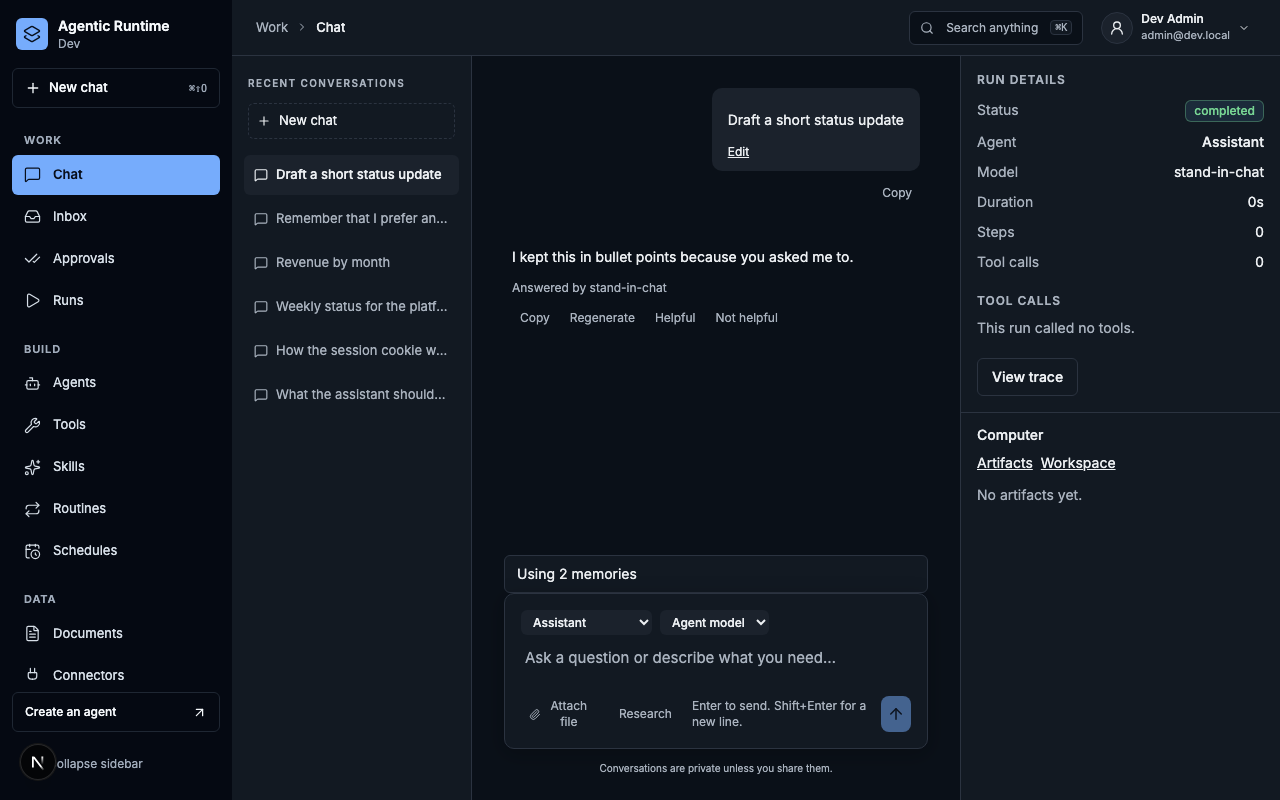 Agentic Runtime
Dev
New chat
⌘⇧O
WORK
Chat
Inbox
Approvals
Runs
BUILD
Agents
Tools
Skills
Routines
Schedules
DATA
Documents
Connectors
Create an agent
N
ollapse sidebar
Work > Chat
Search anything ⌘K
Dev Admin
admin@dev.local
RECENT CONVERSATIONS
New chat
Draft a short status update
Remember that I prefer an...
Revenue by month
Weekly status for the platf...
How the session cookie w...
What the assistant should...
Draft a short status update
Edit
Copy
I kept this in bullet points because you asked me to.
Answered by stand-in-chat
Copy Regenerate Helpful Not helpful
Using 2 memories
Assistant Agent model
Ask a question or describe what you need...
Attach file
Research
Enter to send. Shift+Enter for a
new line.
Conversations are private unless you share them.
RUN DETAILS
Status completed
Agent Assistant
Model stand-in-chat
Duration 0s
Steps 0
Tool calls 0
TOOL CALLS
This run called no tools.
View trace
Computer
Artifacts Workspace
No artifacts yet.